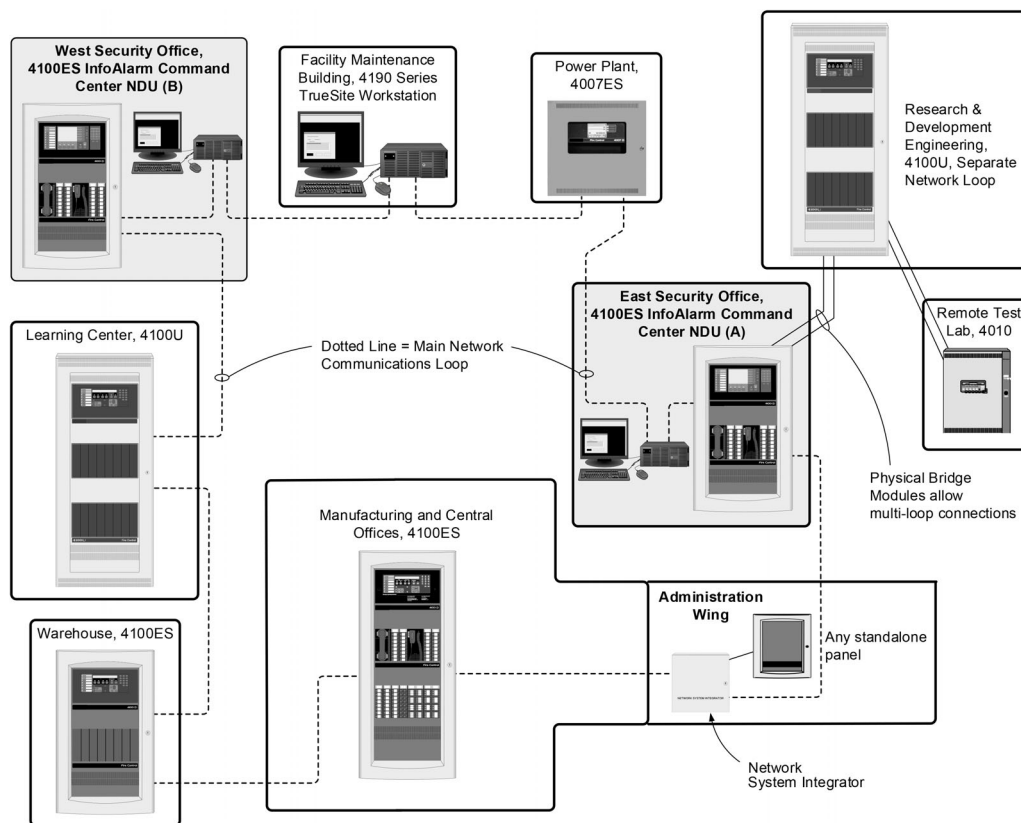 West Security Office,
4100ES InfoAlarm Command
Center NDU (B)
Facility Maintenance
Building, 4190 Series
TrueSite Workstation
Power Plant,
4007ES
Research &
Development
Engineering,
4100U, Separate
Network Loop
East Security Office,
4100ES InfoAlarm Command
Center NDU (A)
Remote Test
Lab, 4010
Learning Center, 4100U
Dotted Line = Main Network
Communications Loop
Physical Bridge
Modules allow
multi-loop connections
Manufacturing and Central
Offices, 4100ES
Administration
Wing
Any standalone
panel
Warehouse, 4100ES
NETWORK SYSTEM INTEGRATOR
Network
System Integrator